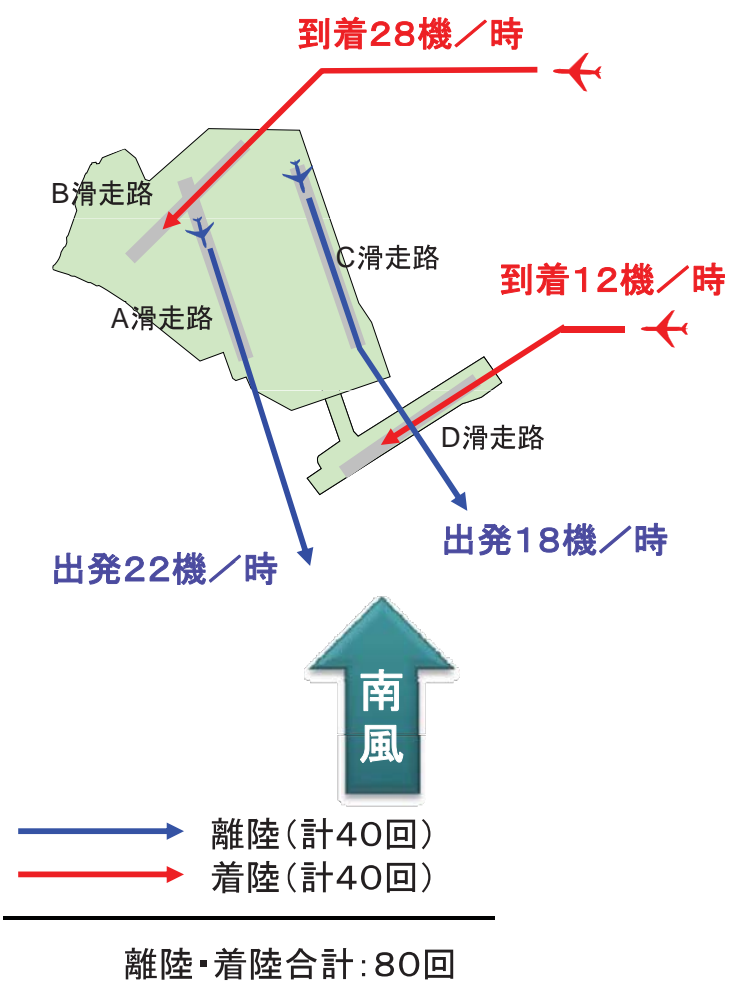 到着28機／時
B滑走路
C滑走路
到着12機／時
A滑走路
D滑走路
出発18機／時
出発22機／時
南
風
離陸（計40回）
着陸（計40回）
離陸・着陸合計：80回